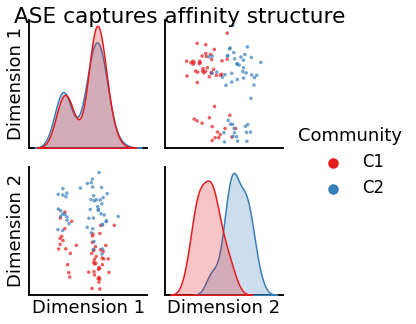 ASE captures affinity structure
Dimension 1
Community
C1
C2
Dimension 2
Dimension 1
Dimension 2